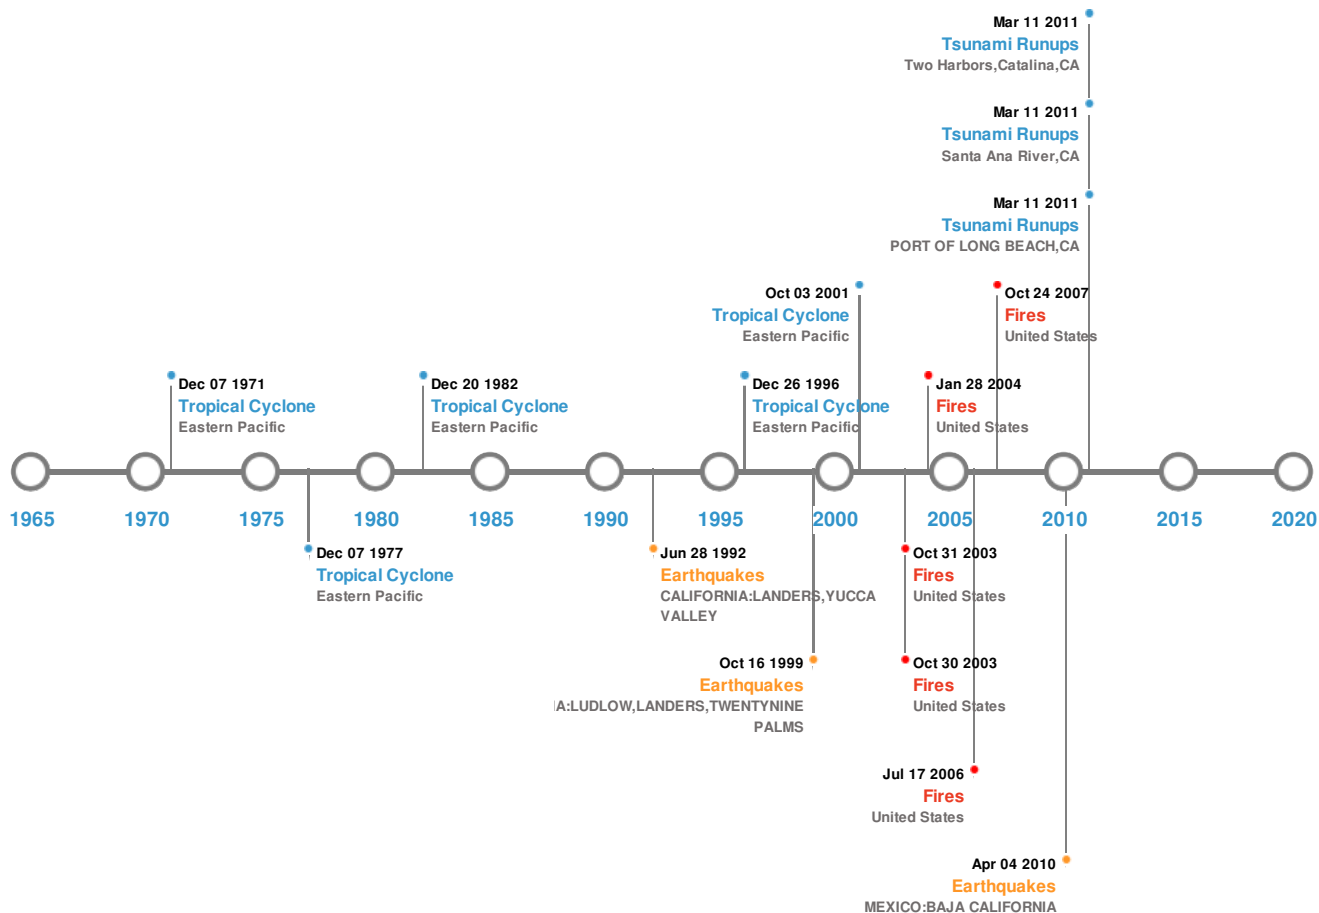 Mar 11 2011
Tsunami Runups
Two Harbors,Catalina,CA
Mar 11 2011
Tsunami Runups
Santa Ana River,CA
Mar 11 2011
Tsunami Runups
PORT OF LONG BEACH,CA
Oct 03 2001
Tropical Cyclone
Eastern Pacific
Oct 24 2007
Fires
United States
Dec 07 1971
Tropical Cyclone
Eastern Pacific
Dec 20 1982
Tropical Cyclone
Eastern Pacific
Dec 26 1996
Tropical Cyclone
Eastern Pacific
Jan 28 2004
Fires
United States
1965 1970 1975 1980 1985 1990 1995 2000 2005 2010 2015 2020
Dec 07 1977
Tropical Cyclone
Eastern Pacific
Jun 28 1992
Earthquakes
CALIFORNIA:LANDERS,YUCCA
VALLEY
Oct 31 2003
Fires
United States
Oct 16 1999
Earthquakes
IA:LUDLOW,LANDERS,TWENTYNINE
PALMS
Oct 30 2003
Fires
United States
Jul 17 2006
Fires
United States
Apr 04 2010
Earthquakes
MEXICO:BAJA CALIFORNIA